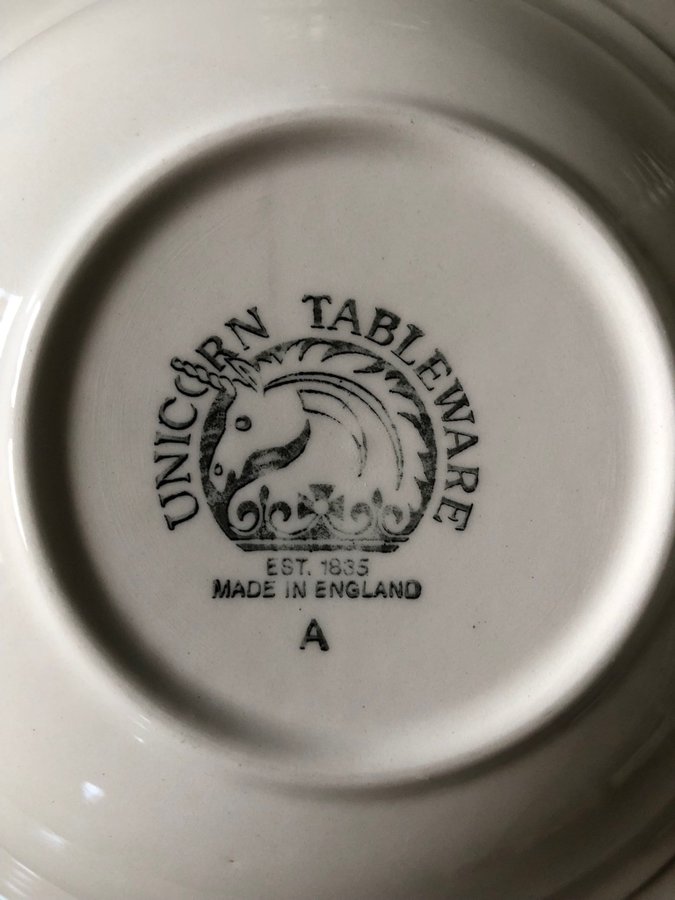 UNICORN TABLEWARE
EST. 1835
MADE IN ENGLAND
A